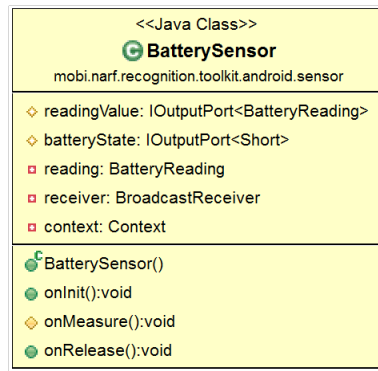 <<Java Class>>
C BatterySensor
mobi.narf.recognition.toolkit.android.sensor
readingValue: IOutputPort<BatteryReading>
batteryState: IOutputPort<Short>
reading: BatteryReading
receiver: BroadcastReceiver
context: Context
C BatterySensor()
onInit():void
onMeasure():void
onRelease():void